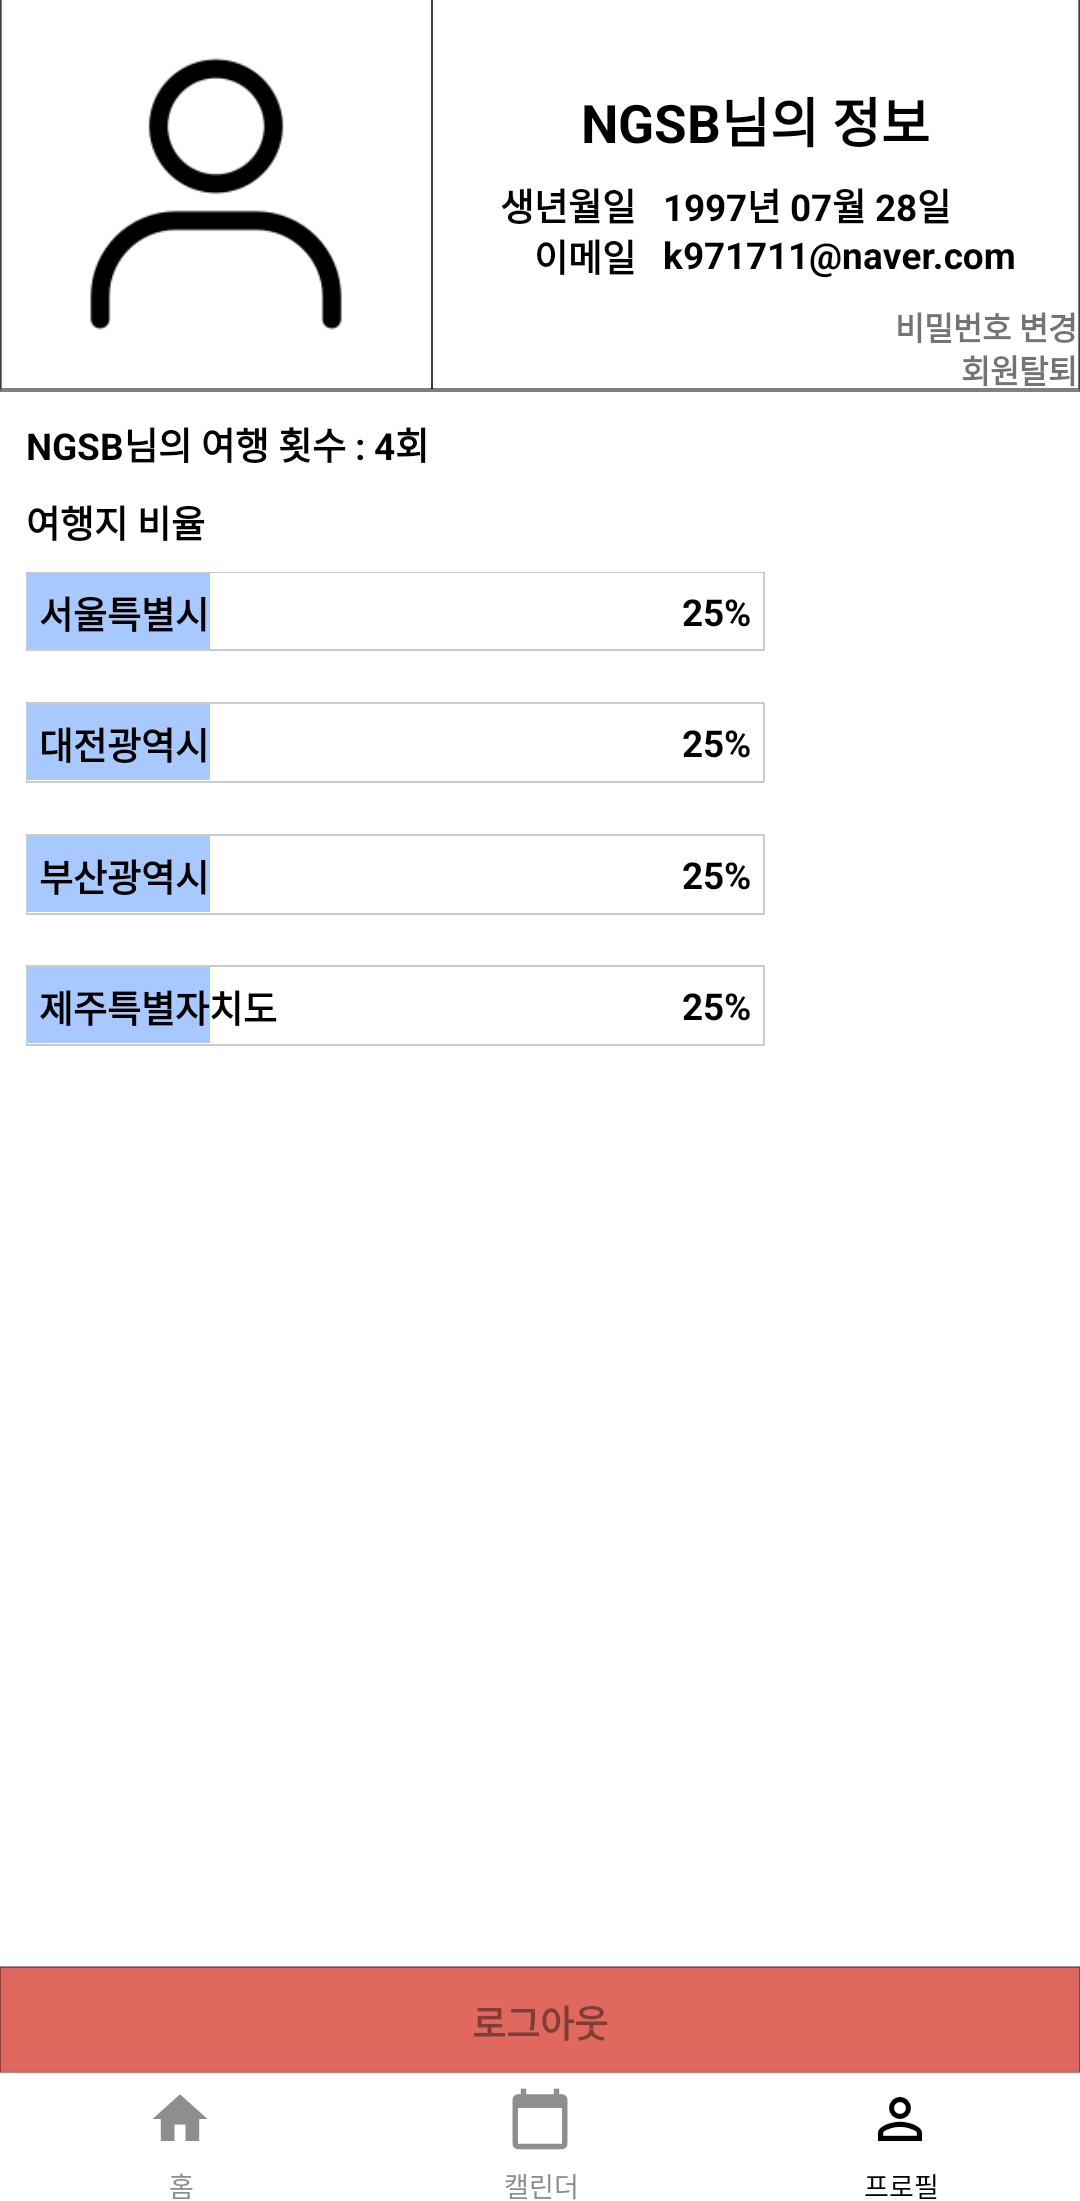 NGSB님의 정보
생년월일 1997년 07월 28일
이메일 k971711@naver.com
비밀번호 변경
회원탈퇴
NGSB님의 여행 횟수 : 4회
여행지 비율
서울특별시 25%
대전광역시 25%
부산광역시 25%
제주특별자치도 25%
로그아웃
홈 캘린더 프로필